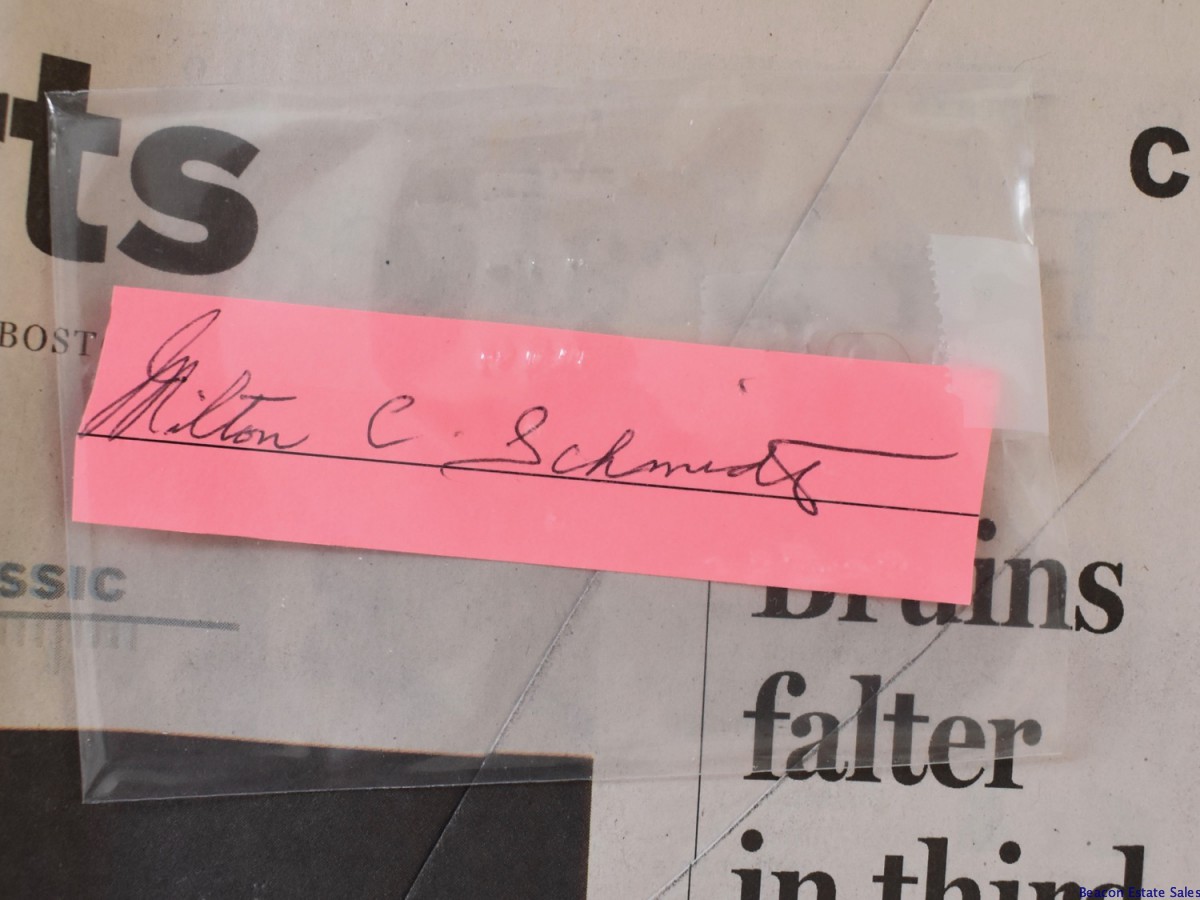 ts
C
BOST
Milton C. Schmidt
SSIC
Bruins
falter
in third
Beacon Estate Sales